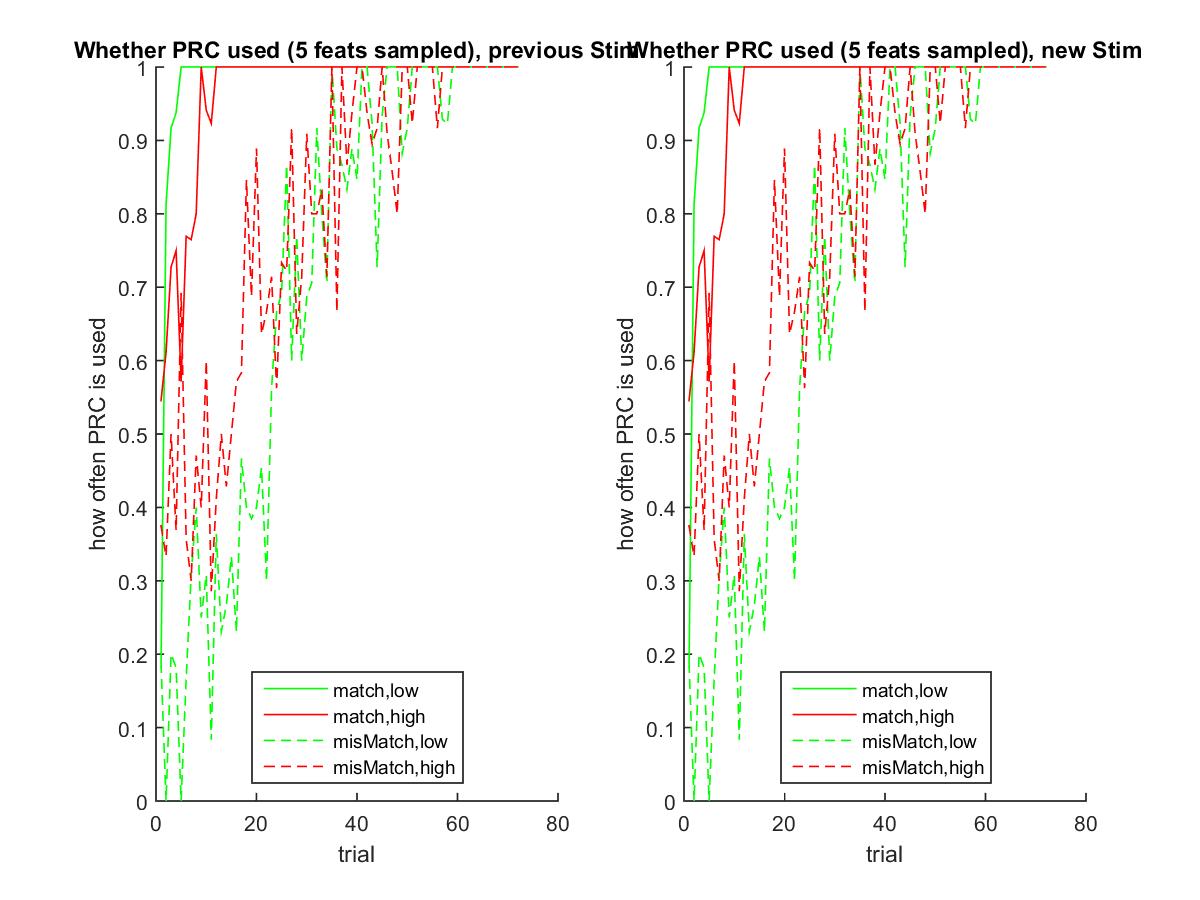 Whether PRC used (5 feats sampled), previous Stim
1
0.9
0.8
0.7
0.6
0.5
0.4
0.3
0.2
0.1
0
how often PRC is used
match,low
match,high
misMatch,low
misMatch,high
0 20 40 60 80
trial
Whether PRC used (5 feats sampled), new Stim
1
0.9
0.8
0.7
0.6
0.5
0.4
0.3
0.2
0.1
0
how often PRC is used
match,low
match,high
misMatch,low
misMatch,high
0 20 40 60 80
trial